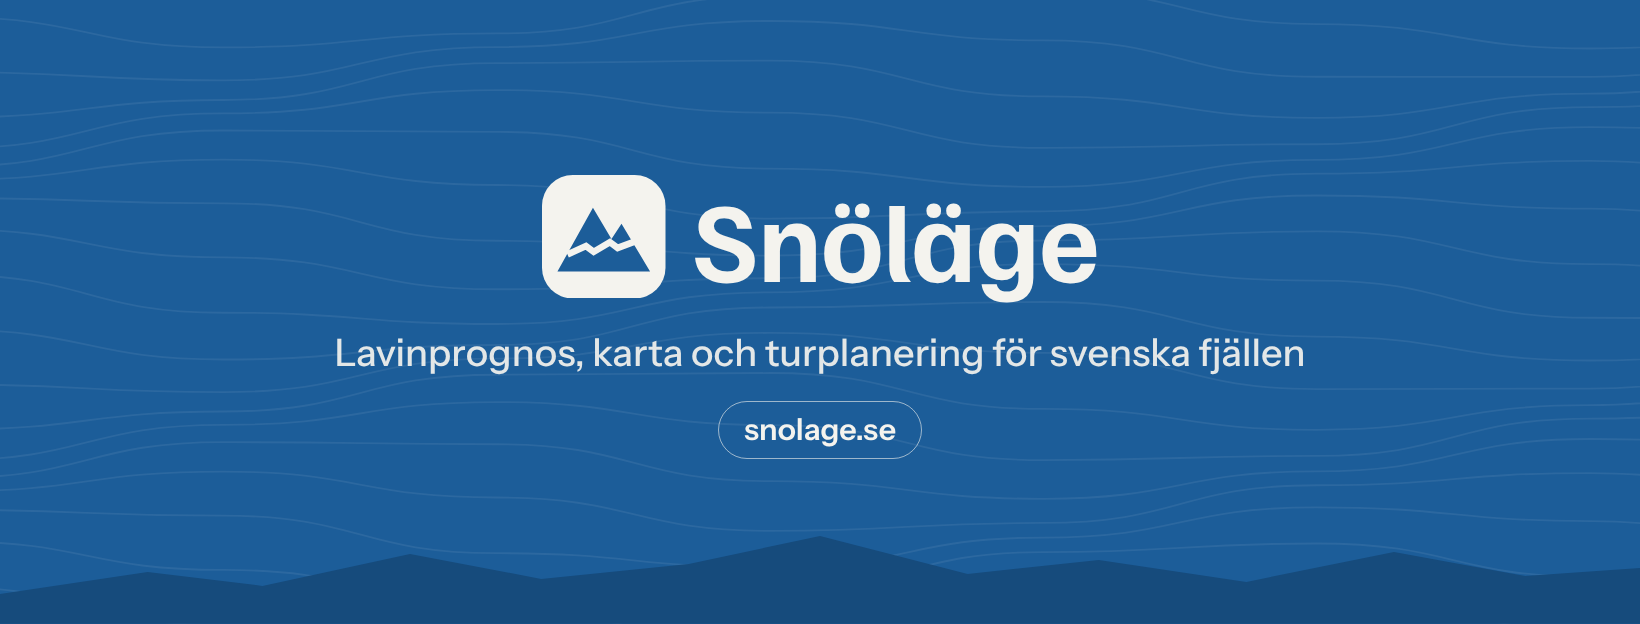 Snöläge
Lavinprognos, karta och turplanering för svenska fjällen
snolage.se